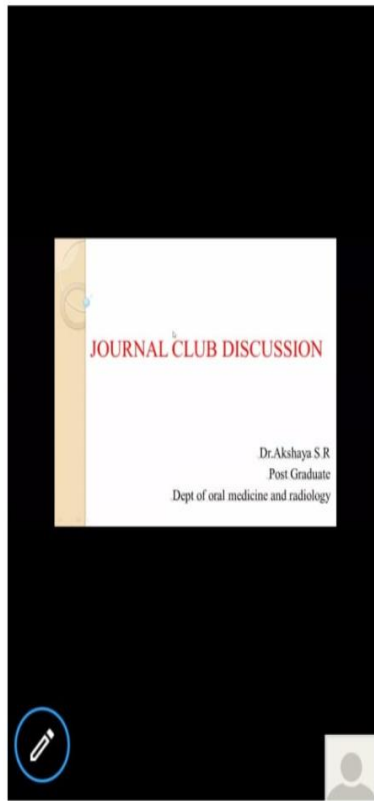 JOURNAL CLUB DISCUSSION
Dr.Akshaya S.R
Post Graduate
Dept of oral medicine and radiology